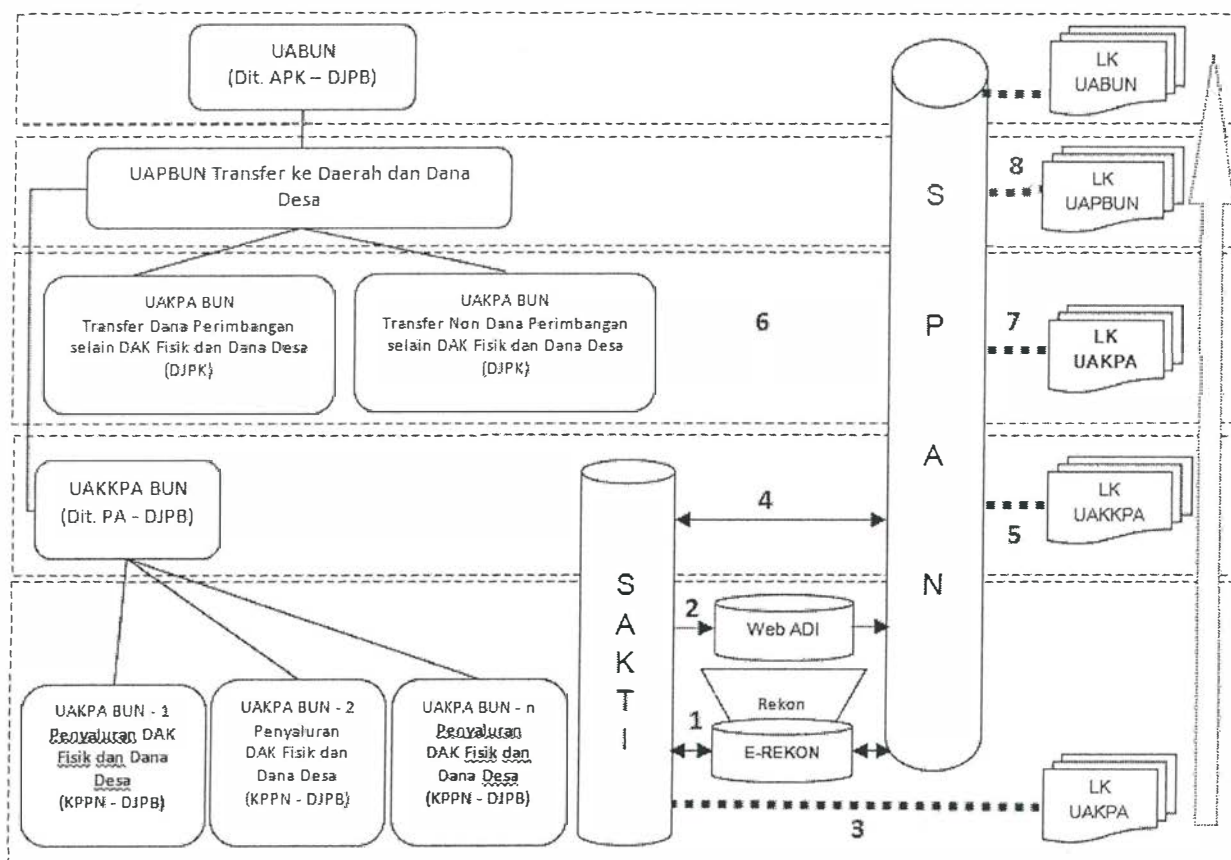 UABUN
(Dit. APK – DJPB)
LK
UABUN
UAPBUN Transfer ke Daerah dan Dana
Desa
8
LK
UAPBUN
UAKPA BUN
Transfer Dana Perimbangan
selain DAK Fisik dan Dana Desa
(DJPK)
UAKPA BUN
Transfer Non Dana Perimbangan
selain DAK Fisik dan Dana Desa
(DJPK)
6
S
P
A
N
7
LK
UAKPA
UAKKPA BUN
(Dit. PA - DJPB)
4
5
LK
UAKKPA
S
A
K
T
I
2
Web ADI
Rekon
1
E-REKON
UAKPA BUN - 1
Penyaluran DAK
Fisik dan Dana
Desa
(KPPN - DJPB)
UAKPA BUN - 2
Penyaluran
DAK Fisik dan
Dana Desa
(KPPN - DJPB)
UAKPA BUN - n
Penyaluran
DAK Fisik dan
Dana Desa
(KPPN - DJPB)
3
LK
UAKPA